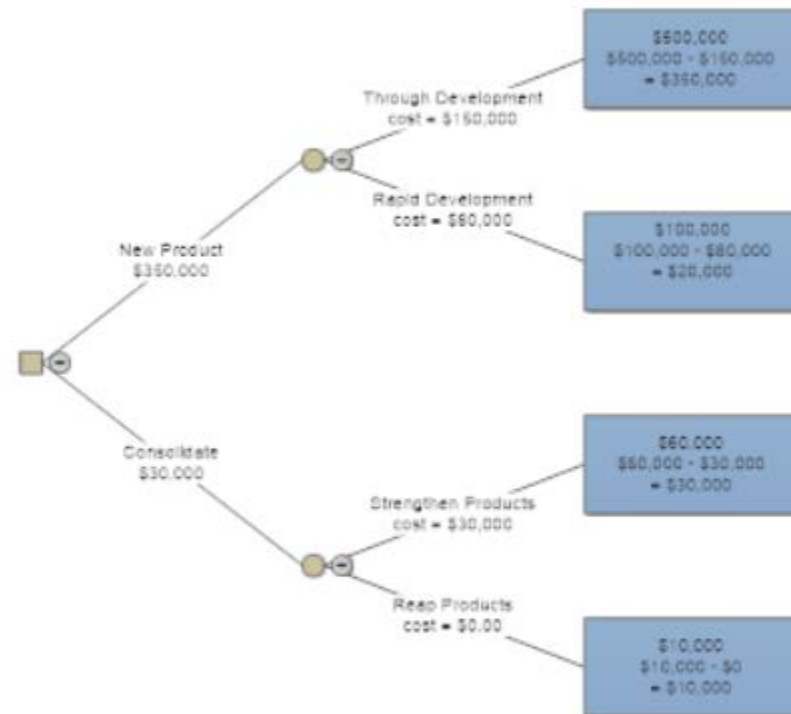 $500,000
$500,000 - $150,000
= $350,000
Through Development
cost = $150,000
Rapid Development
cost = $80,000
$100,000
$100,000 - $80,000
= $20,000
New Product
$350,000
Consolidate
$30,000
$60,000
$60,000 - $30,000
= $30,000
Strengthen Products
cost = $30,000
Reap Products
cost = $0.00
$10,000
$10,000 - $0
= $10,000